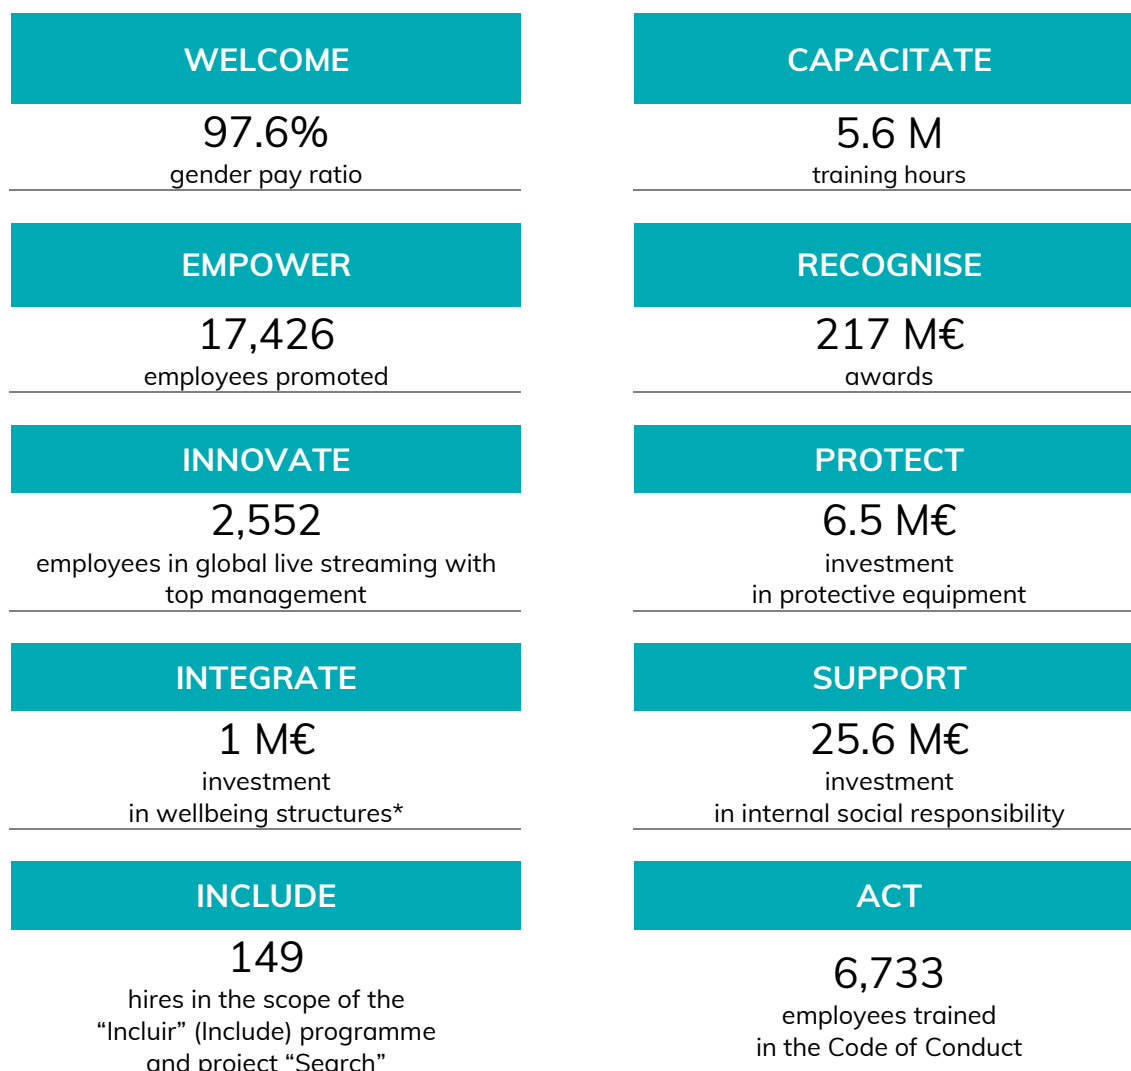 WELCOME
97.6%
gender pay ratio
CAPACITATE
5.6 M
training hours
EMPOWER
17,426
employees promoted
RECOGNISE
217 M€
awards
INNOVATE
2,552
employees in global live streaming with
top management
PROTECT
6.5 M€
investment
in protective equipment
INTEGRATE
1 M€
investment
in wellbeing structures*
SUPPORT
25.6 M€
investment
in internal social responsibility
INCLUDE
149
hires in the scope of the
“Incluir” (Include) programme
and project “Search”
ACT
6,733
employees trained
in the Code of Conduct